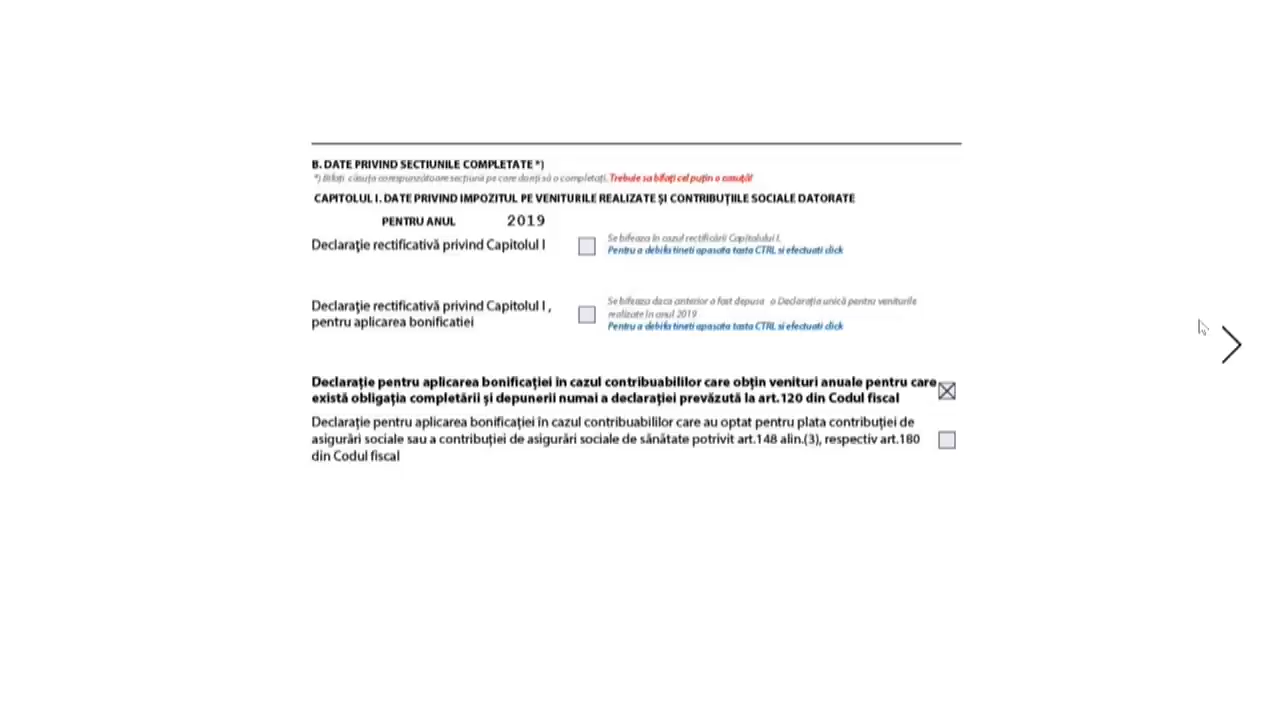 B. DATE PRIVIND SECTIUNILE COMPLETATE *)
*) Bifați căsuța corespunzătoare secțiunii pe care doriți să o completați. Trebuie sa bifați cel puțin o casuță!
CAPITOLUL I. DATE PRIVIND IMPOZITUL PE VENITURILE REALIZATE ȘI CONTRIBUȚIILE SOCIALE DATORATE
PENTRU ANUL 2019
Declarație rectificativă privind Capitolul I
Se bifeaza în cazul rectificării Capitolului I.
Pentru a debifa tineti apasata tasta CTRL si efectuati click
Declarație rectificativă privind Capitolul I ,
pentru aplicarea bonificatiei
Se bifeaza daca anterior a fost depusa o Declarația unică pentru veniturile
realizate în anul 2019
Pentru a debifa tineti apasata tasta CTRL si efectuati click
Declarație pentru aplicarea bonificației în cazul contribuabililor care obțin venituri anuale pentru care
există obligația completării și depunerii numai a declarației prevăzută la art.120 din Codul fiscal
Declarație pentru aplicarea bonificației în cazul contribuabililor care au optat pentru plata contribuției de
asigurări sociale sau a contribuției de asigurări sociale de sănătate potrivit art.148 alin.(3), respectiv art.180
din Codul fiscal